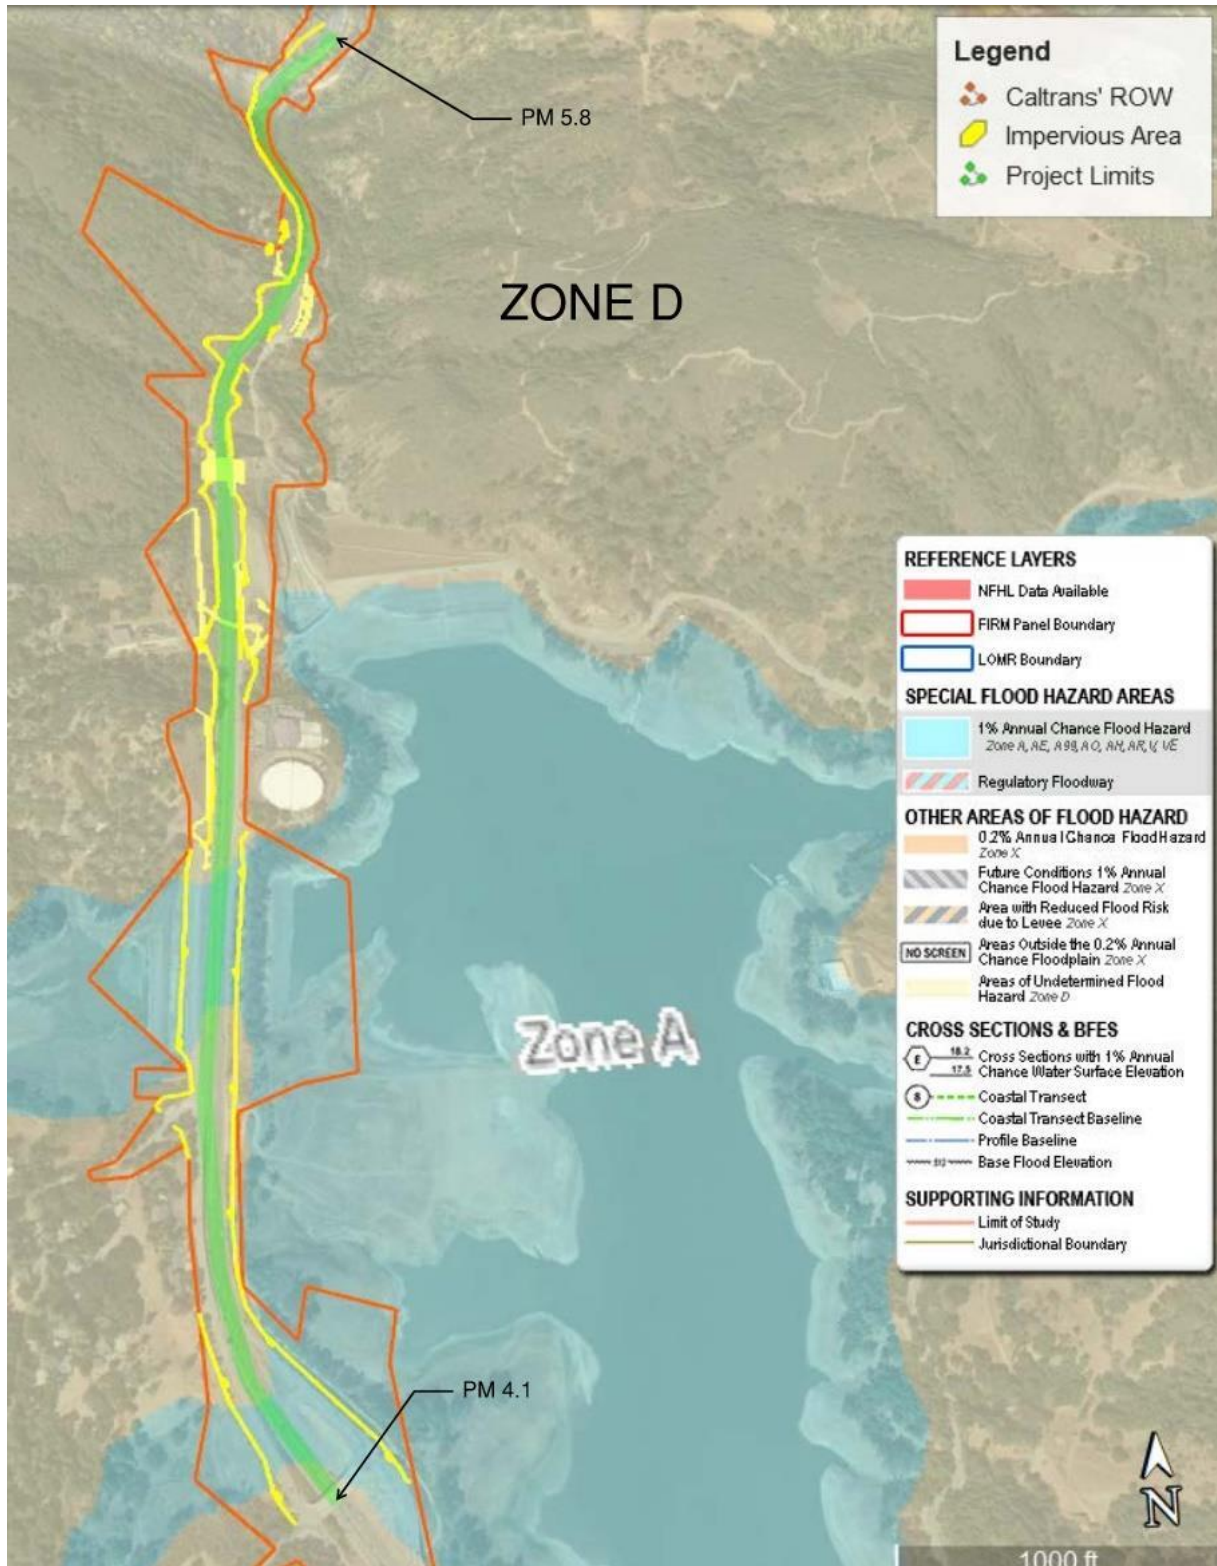 Legend
Caltrans' ROW
Impervious Area
Project Limits
PM 5.8
ZONE D
REFERENCE LAYERS
NFHL Data Available
FIRM Panel Boundary
LOMR Boundary
SPECIAL FLOOD HAZARD AREAS
1% Annual Chance Flood Hazard
Zone A, AE, A99, AO, AH, AR, V, VE
Regulatory Floodway
OTHER AREAS OF FLOOD HAZARD
0.2% Annual Chance Flood Hazard
Zone X
Future Conditions 1% Annual
Chance Flood Hazard Zone X
Area with Reduced Flood Risk
due to Levee Zone X
NO SCREEN
Areas Outside the 0.2% Annual
Chance Floodplain Zone X
Areas of Undetermined Flood
Hazard Zone D
Zone A
CROSS SECTIONS & BFES
E 18.2 Cross Sections with 1% Annual
17.5 Chance Water Surface Elevation
8 Coastal Transect
Coastal Transect Baseline
Profile Baseline
513 Base Flood Elevation
SUPPORTING INFORMATION
Limit of Study
Jurisdictional Boundary
PM 4.1
N
1000 ft